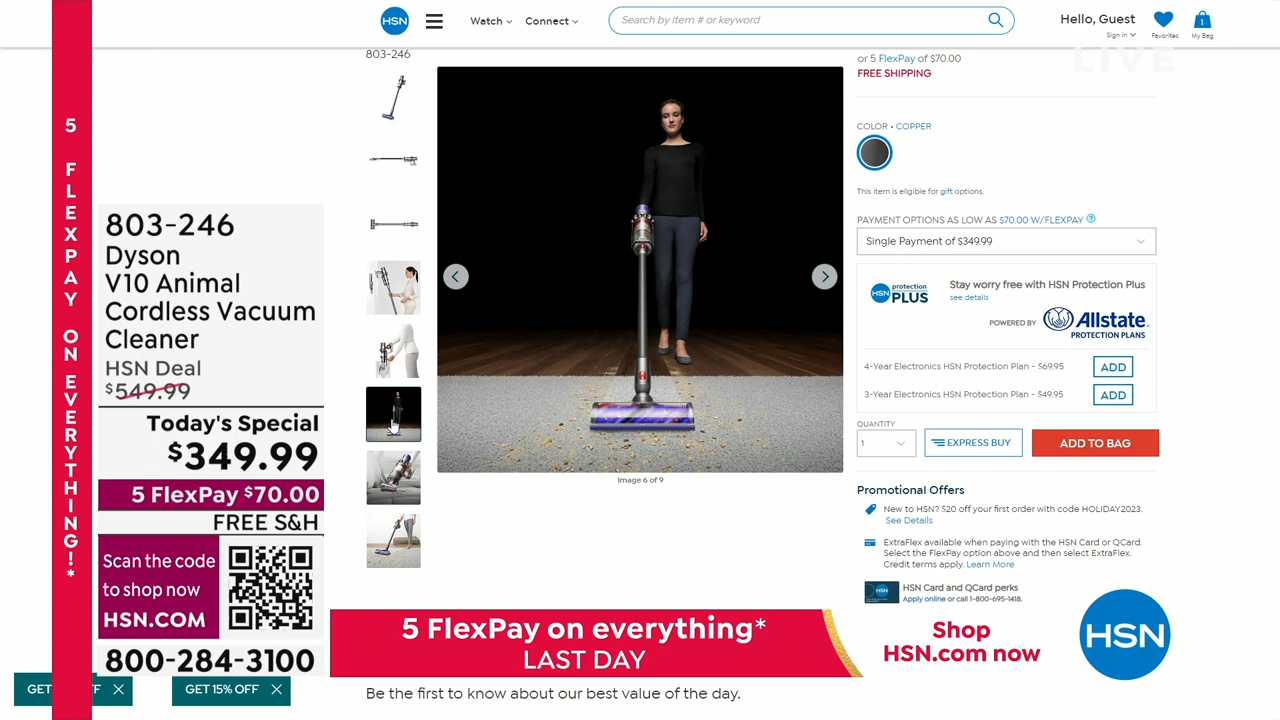 HSN
Watch
Connect
Search by item # or keyword
Hello, Guest
Sign In
Favorites
1
My Bag
LIVE
803-246
or 5 FlexPay of $70.00
FREE SHIPPING
COLOR • COPPER
This item is eligible for gift options.
PAYMENT OPTIONS AS LOW AS $70.00 W/FLEXPAY
Single Payment of $349.99
HSN protection PLUS
Stay worry free with HSN Protection Plus
see details
POWERED BY Allstate
PROTECTION PLANS
4-Year Electronics HSN Protection Plan - $69.95
ADD
3-Year Electronics HSN Protection Plan - $49.95
ADD
QUANTITY
1
EXPRESS BUY
ADD TO BAG
Image 6 of 9
Promotional Offers
New to HSN? $20 off your first order with code HOLIDAY2023.
See Details
ExtraFlex available when paying with the HSN Card or QCard.
Select the FlexPay option above and then select ExtraFlex.
Credit terms apply. Learn More
HSN Card and QCard perks
Apply online or call 1-800-695-1418.
5 FLEXPAY ON EVERYTHING!*
803-246
Dyson
V10 Animal
Cordless Vacuum
Cleaner
HSN Deal
$549.99
Today's Special
$349.99
5 FlexPay $70.00
FREE S&H
Scan the code
to shop now
HSN.COM
800-284-3100
5 FlexPay on everything*
LAST DAY
Shop
HSN.com now
HSN
GET FF
GET 15% OFF
Be the first to know about our best value of the day.